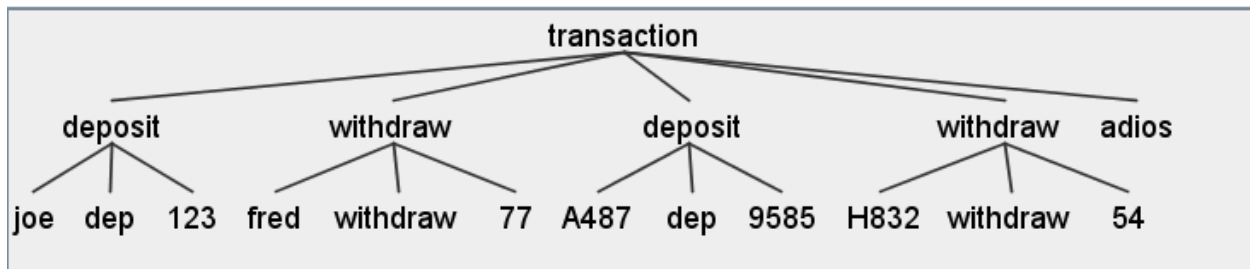 transaction
deposit withdraw deposit withdraw adios
joe dep 123 fred withdraw 77 A487 dep 9585 H832 withdraw 54